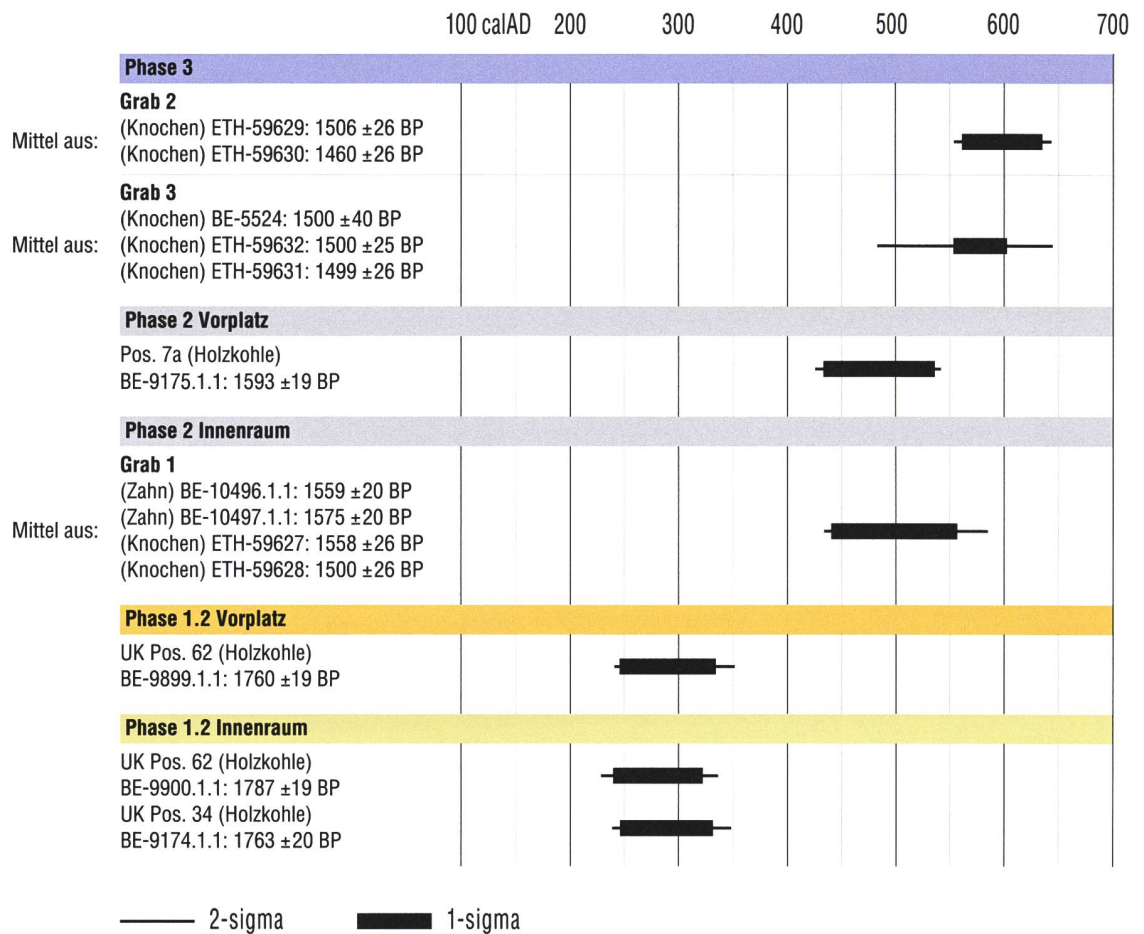 100 calAD 200 300 400 500 600 700
Phase 3
Grab 2
Mittel aus:
(Knochen) ETH-59629: 1506 ±26 BP
(Knochen) ETH-59630: 1460 ±26 BP
Grab 3
(Knochen) BE-5524: 1500 ±40 BP
Mittel aus:
(Knochen) ETH-59632: 1500 ±25 BP
(Knochen) ETH-59631: 1499 ±26 BP
Phase 2 Vorplatz
Pos. 7a (Holzkohle)
BE-9175.1.1: 1593 ±19 BP
Phase 2 Innenraum
Grab 1
(Zahn) BE-10496.1.1: 1559 ±20 BP
(Zahn) BE-10497.1.1: 1575 ±20 BP
Mittel aus:
(Knochen) ETH-59627: 1558 ±26 BP
(Knochen) ETH-59628: 1500 ±26 BP
Phase 1.2 Vorplatz
UK Pos. 62 (Holzkohle)
BE-9899.1.1: 1760 ±19 BP
Phase 1.2 Innenraum
UK Pos. 62 (Holzkohle)
BE-9900.1.1: 1787 ±19 BP
UK Pos. 34 (Holzkohle)
BE-9174.1.1: 1763 ±20 BP
2-sigma 1-sigma